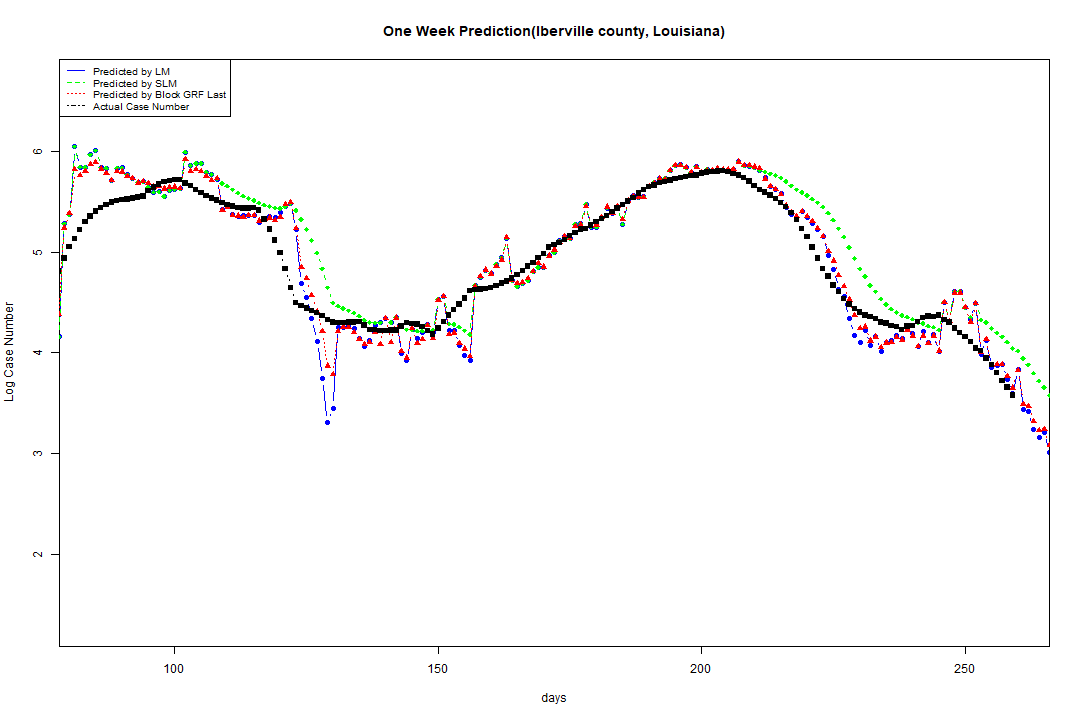 One Week Prediction(Iberville county, Louisiana)
Predicted by LM
Predicted by SLM
Predicted by Block GRF Last
Actual Case Number
6
5
4
3
2
Log Case Number
100 150 200 250
days